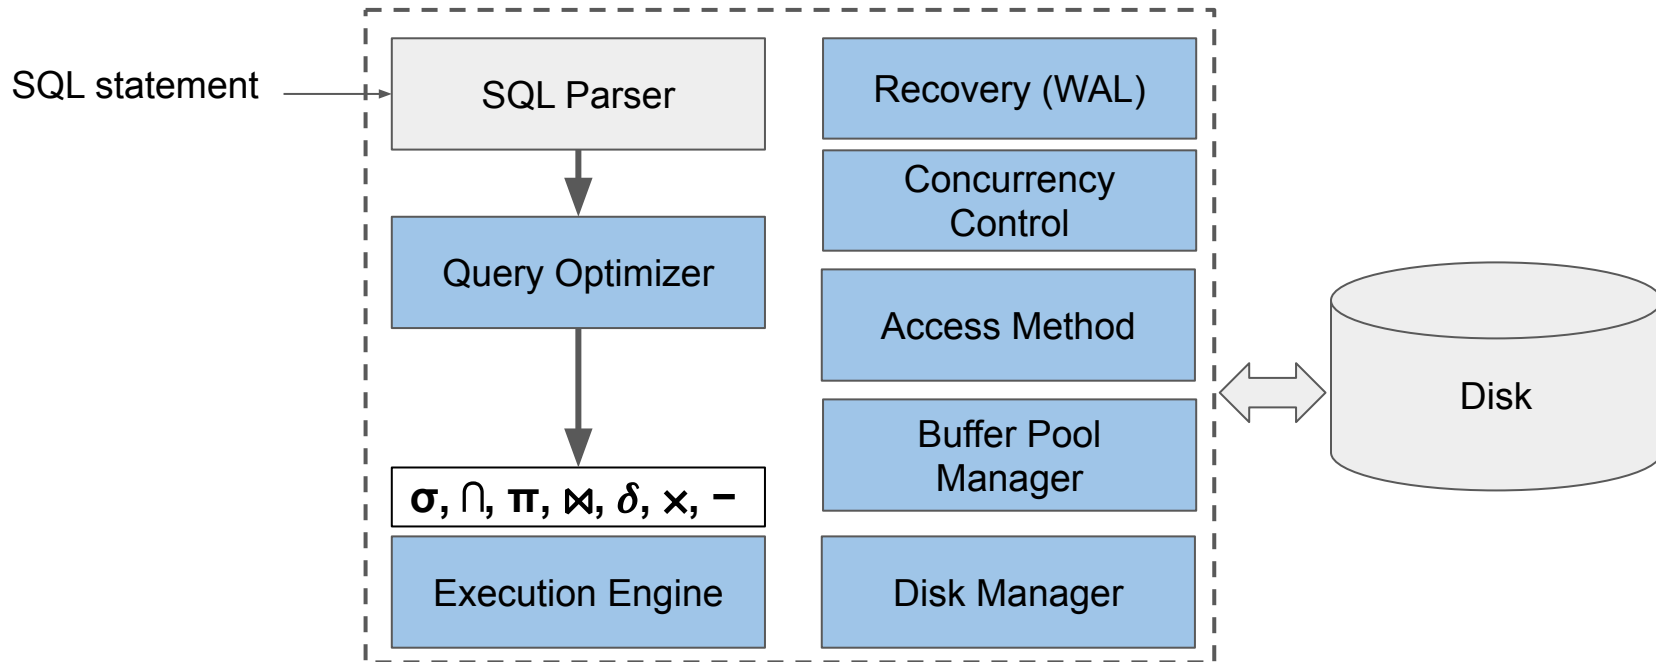 SQL statement
SQL Parser
Query Optimizer
σ, ∩, π, ⋈, δ, ×, −
Execution Engine
Recovery (WAL)
Concurrency
Control
Access Method
Buffer Pool
Manager
Disk Manager
Disk